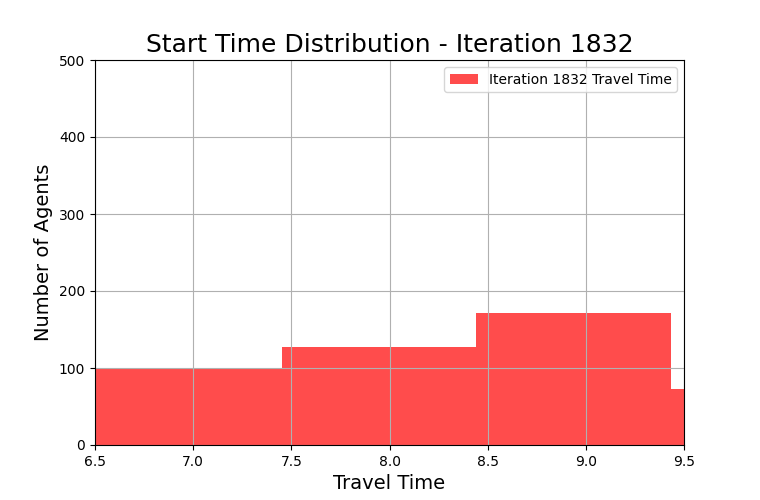 Start Time Distribution - Iteration 1832
500
Iteration 1832 Travel Time
400
300
200
100
0
Number of Agents
6.5 7.0 7.5 8.0 8.5 9.0 9.5
Travel Time